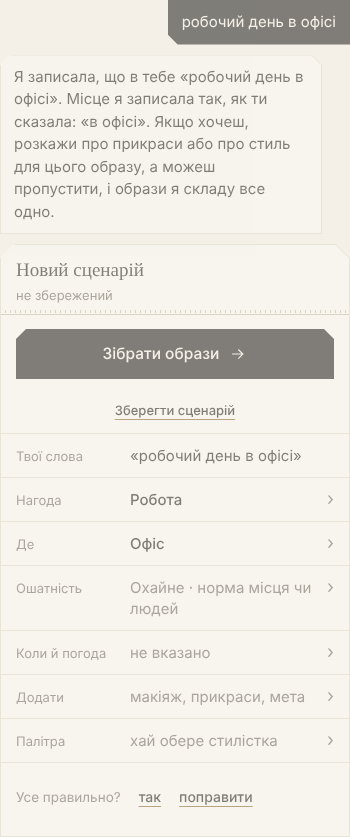 робочий день в офісі
Я записала, що в тебе «робочий день в
офісі». Місце я записала так, як ти
сказала: «в офісі». Якщо хочеш,
розкажи про прикраси або про стиль
для цього образу, а можеш
пропустити, і образи я складу все
одно.
Новий сценарій
не збережений
Зібрати образи →
Зберегти сценарій
Твої слова «робочий день в офісі»
Нагода Робота
Де Офіс
Ошатність Охайне · норма місця чи
людей
Коли й погода не вказано
Додати макіяж, прикраси, мета
Палітра хай обере стилістка
Усе правильно? так поправити